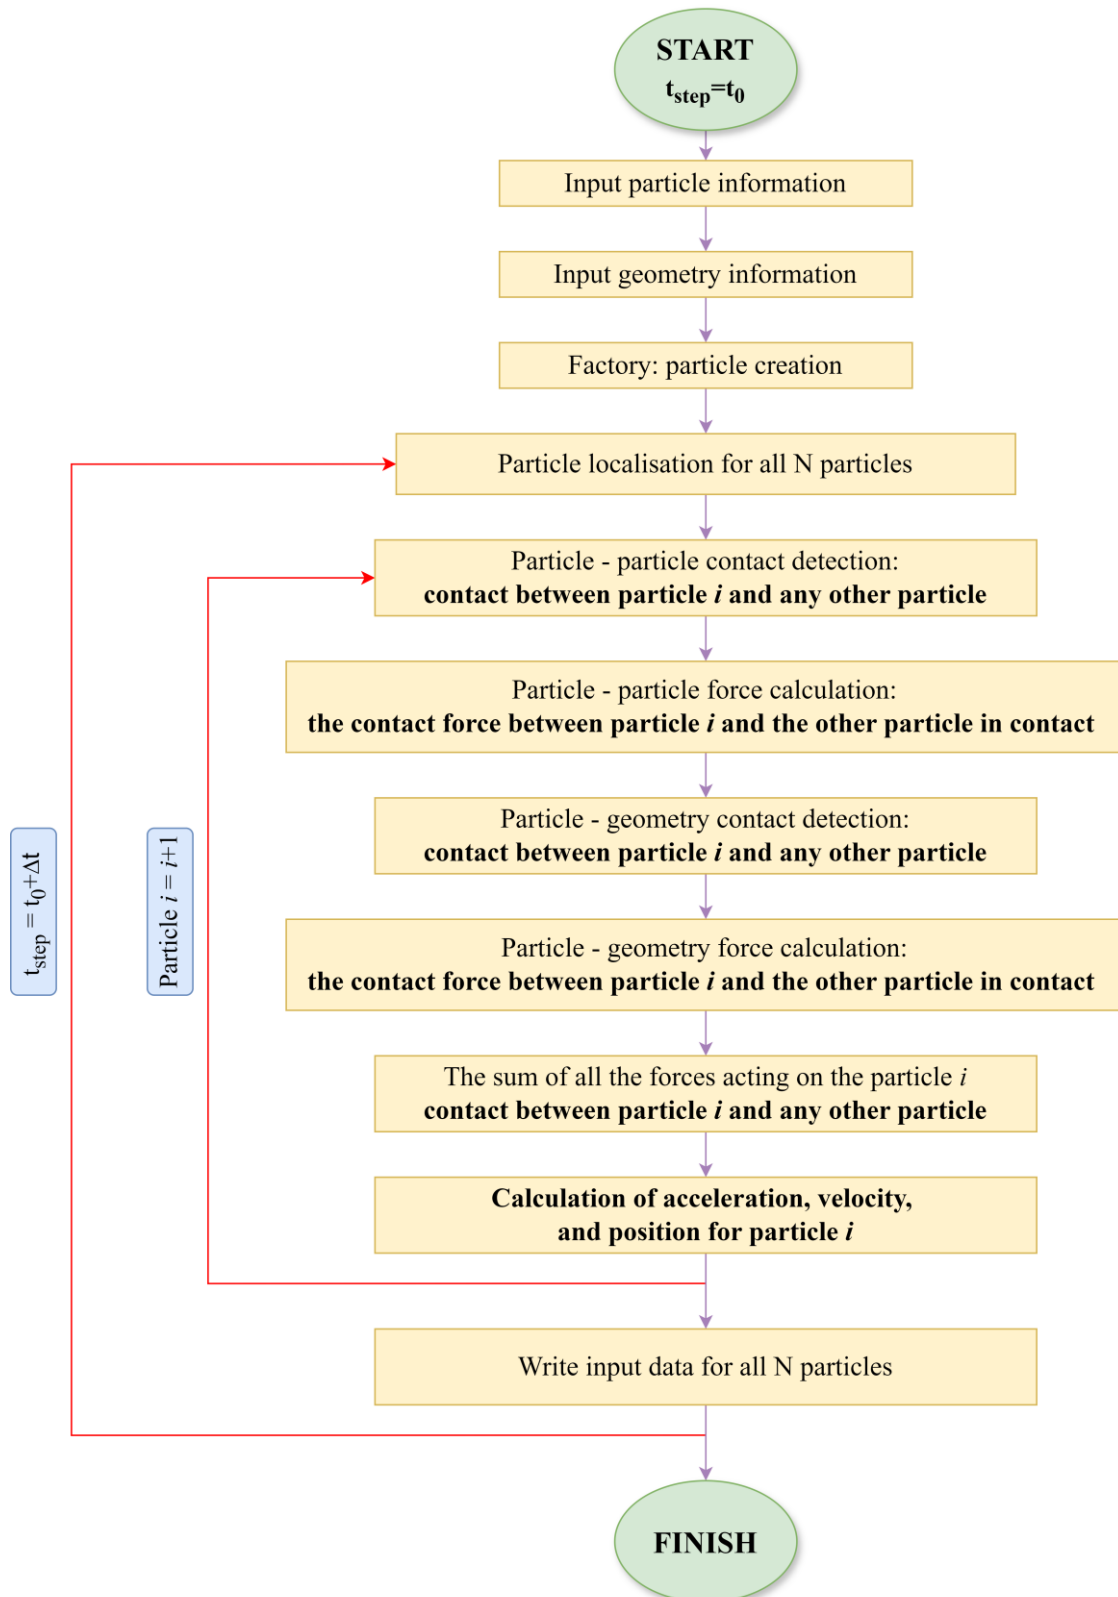 START
t_step=t_0
Input particle information
Input geometry information
Factory: particle creation
Particle localisation for all N particles
Particle - particle contact detection:
contact between particle i and any other particle
Particle - particle force calculation:
the contact force between particle i and the other particle in contact
Particle - geometry contact detection:
contact between particle i and any other particle
Particle - geometry force calculation:
the contact force between particle i and the other particle in contact
The sum of all the forces acting on the particle i
contact between particle i and any other particle
Calculation of acceleration, velocity,
and position for particle i
Write input data for all N particles
FINISH
t_step = t_0+Δt
Particle i = i+1